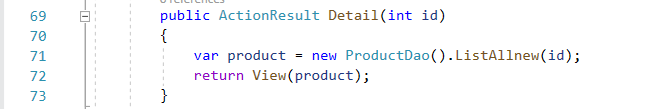 0 references
69 public ActionResult Detail(int id)
70 {
71 var product = new ProductDao().ListAllnew(id);
72 return View(product);
73 }